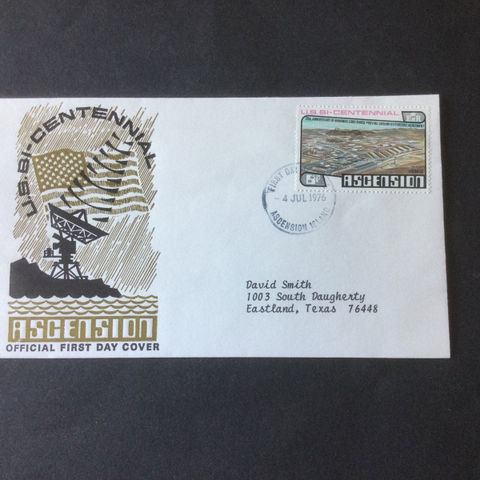 U.S. BI-CENTENNIAL
ASCENSION
OFFICIAL FIRST DAY COVER
U.S. BI-CENTENNIAL
ASCENSION
FIRST DAY
- 4 JUL 1976
ASCENSION ISLAND
David Smith
1003 South Daugherty
Eastland, Texas 76448